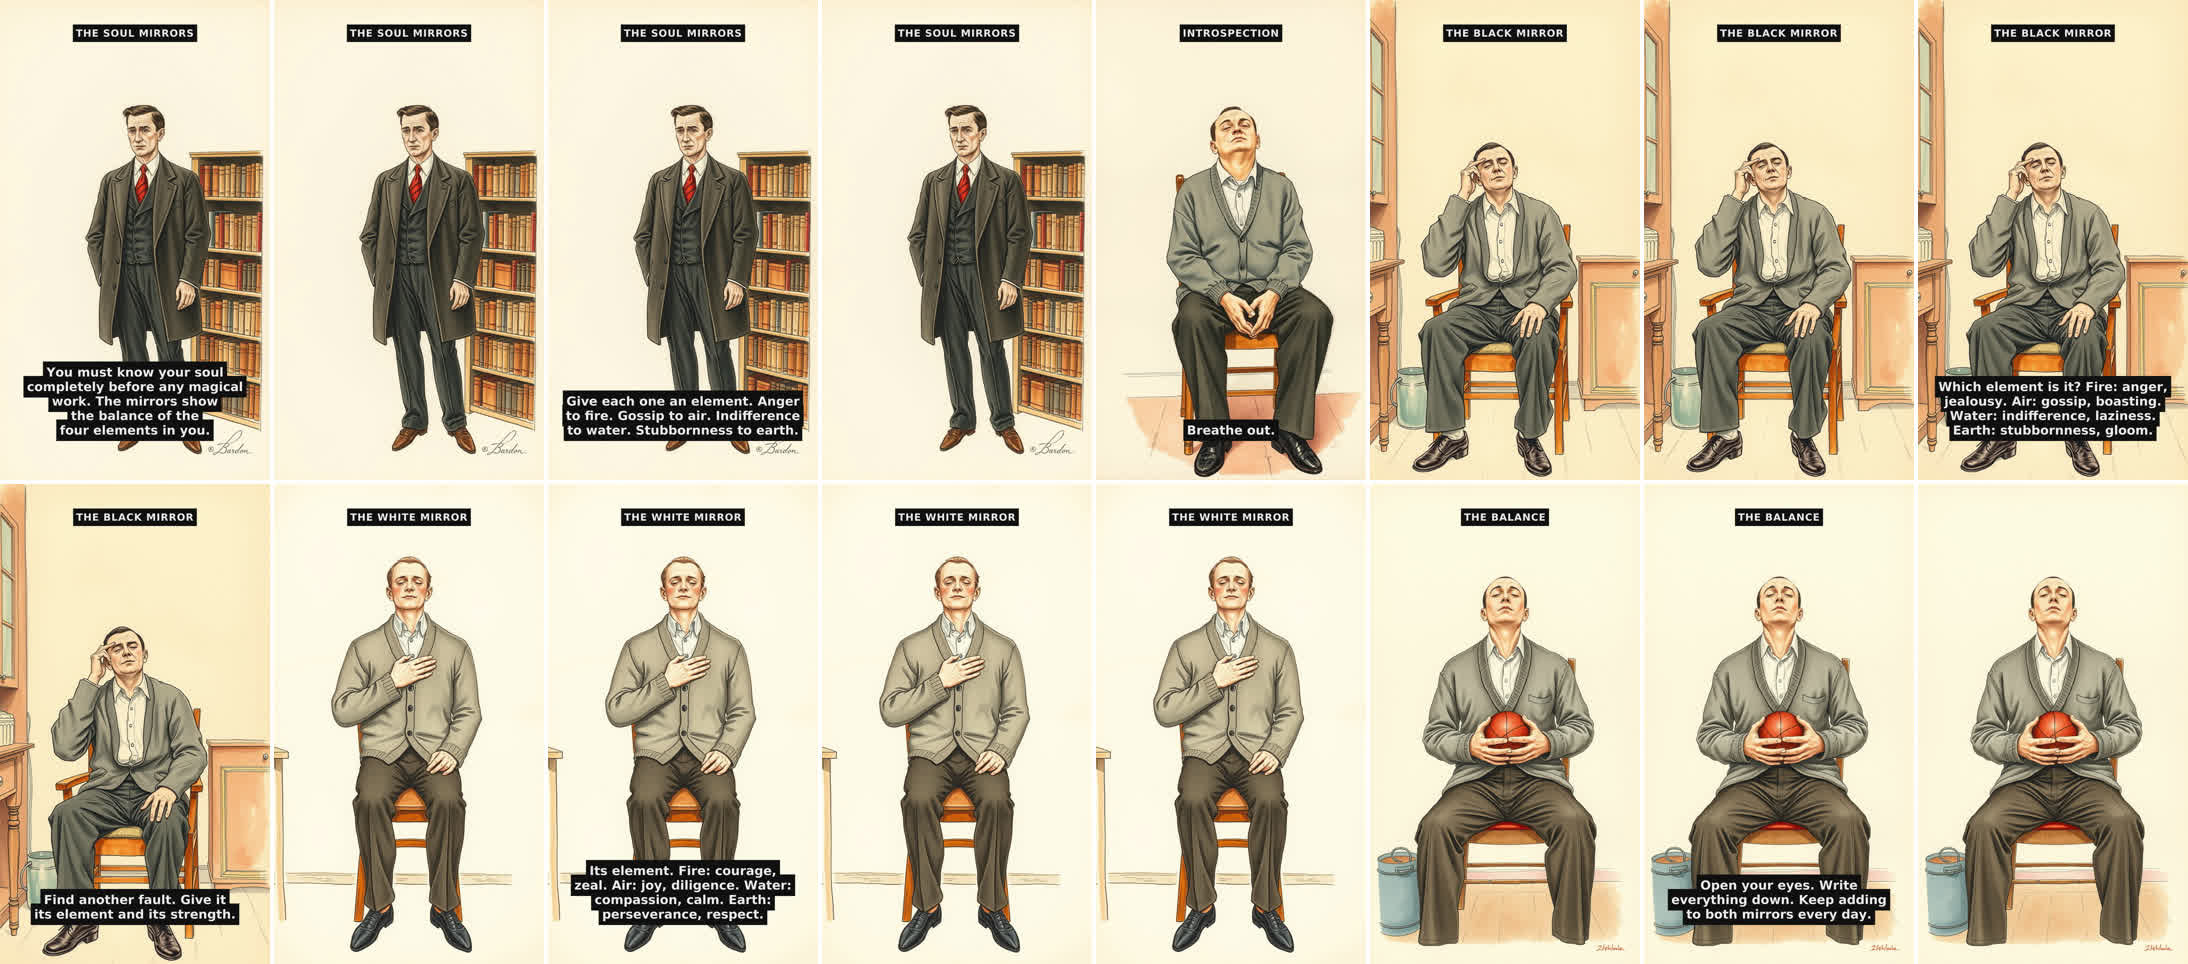 THE SOUL MIRRORS
You must know your soul
completely before any magical
work. The mirrors show
the balance of the
four elements in you.
© Bardon
THE SOUL MIRRORS
THE SOUL MIRRORS
Give each one an element. Anger
to fire. Gossip to air. Indifference
to water. Stubbornness to earth.
© Bardon
THE SOUL MIRRORS
© Bardon
INTROSPECTION
Breathe out.
THE BLACK MIRROR
THE BLACK MIRROR
THE BLACK MIRROR
Which element is it? Fire: anger,
jealousy. Air: gossip, boasting.
Water: indifference, laziness.
Earth: stubbornness, gloom.
THE BLACK MIRROR
Find another fault. Give it
its element and its strength.
THE WHITE MIRROR
THE WHITE MIRROR
Its element. Fire: courage,
zeal. Air: joy, diligence. Water:
compassion, calm. Earth:
perseverance, respect.
THE WHITE MIRROR
THE WHITE MIRROR
THE BALANCE
THE BALANCE
Open your eyes. Write
everything down. Keep adding
to both mirrors every day.